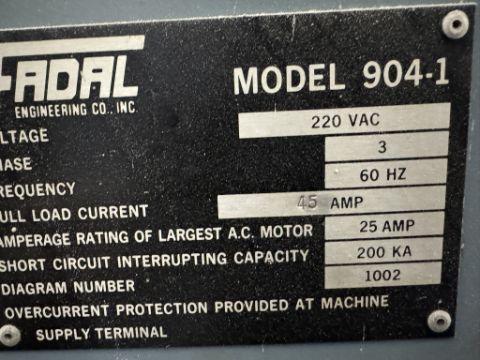 FADAL
ENGINEERING CO., INC.
MODEL 904-1
LTAGE 220 VAC
HASE 3
REQUENCY 60 HZ
ULL LOAD CURRENT 45 AMP
AMPERAGE RATING OF LARGEST A.C. MOTOR 25 AMP
SHORT CIRCUIT INTERRUPTING CAPACITY 200 KA
DIAGRAM NUMBER 1002
OVERCURRENT PROTECTION PROVIDED AT MACHINE
SUPPLY TERMINAL